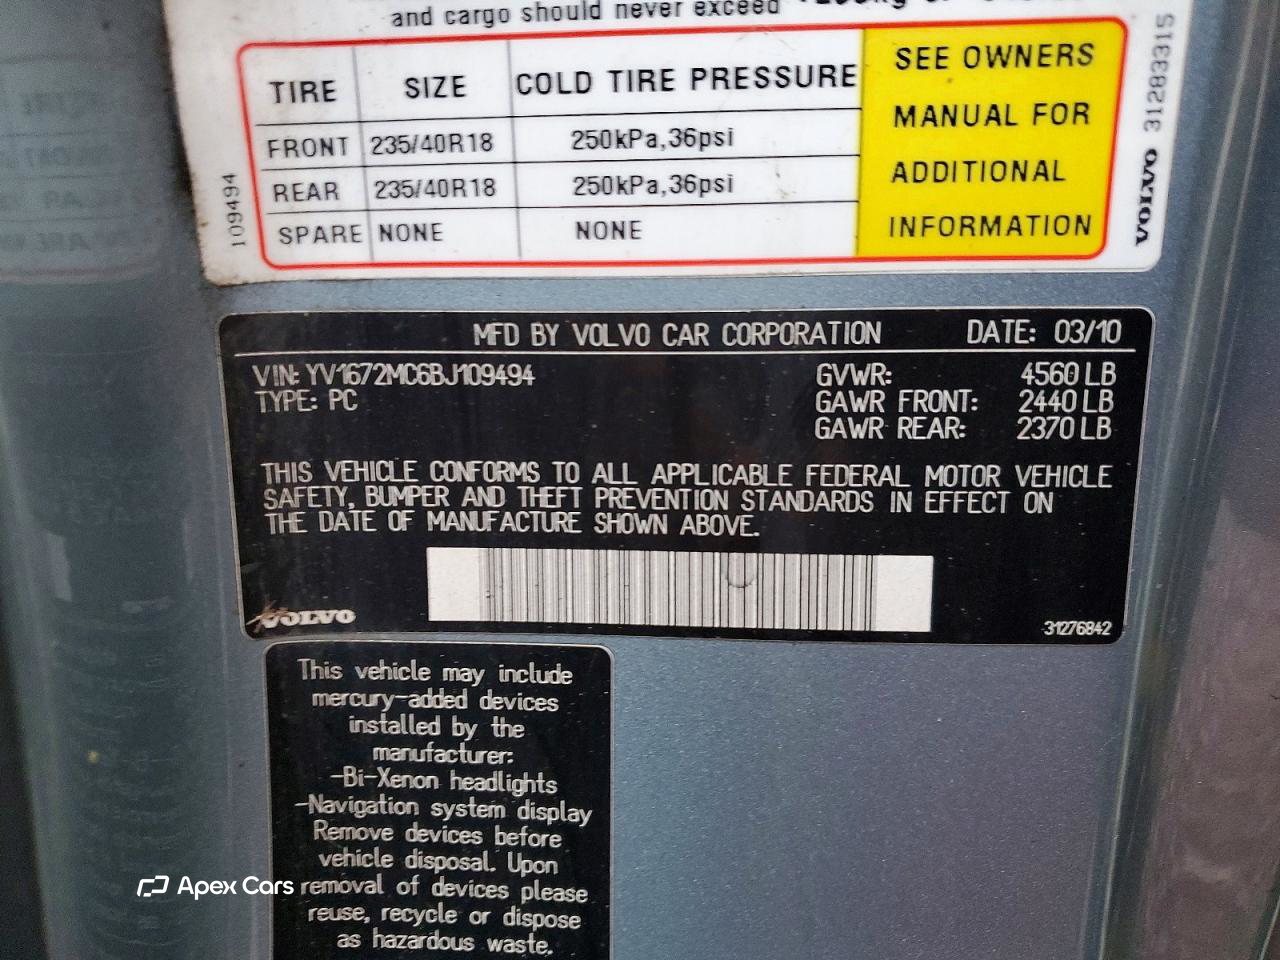 and cargo should never exceed
TIRE SIZE COLD TIRE PRESSURE
FRONT 235/40R18 250kPa,36psi
REAR 235/40R18 250kPa,36psi
SPARE NONE NONE
SEE OWNERS
MANUAL FOR
ADDITIONAL
INFORMATION
109494
VOLVO 31283315
MFD BY VOLVO CAR CORPORATION DATE: 03/10
VIN: YV1672MC6BJ109494 GVWR: 4560 LB
TYPE: PC GAWR FRONT: 2440 LB
GAWR REAR: 2370 LB
THIS VEHICLE CONFORMS TO ALL APPLICABLE FEDERAL MOTOR VEHICLE
SAFETY, BUMPER AND THEFT PREVENTION STANDARDS IN EFFECT ON
THE DATE OF MANUFACTURE SHOWN ABOVE.
VOLVO 31276842
This vehicle may include
mercury-added devices
installed by the
manufacturer:
-Bi-Xenon headlights
-Navigation system display
Remove devices before
vehicle disposal. Upon
removal of devices please
reuse, recycle or dispose
as hazardous waste.
Apex Cars